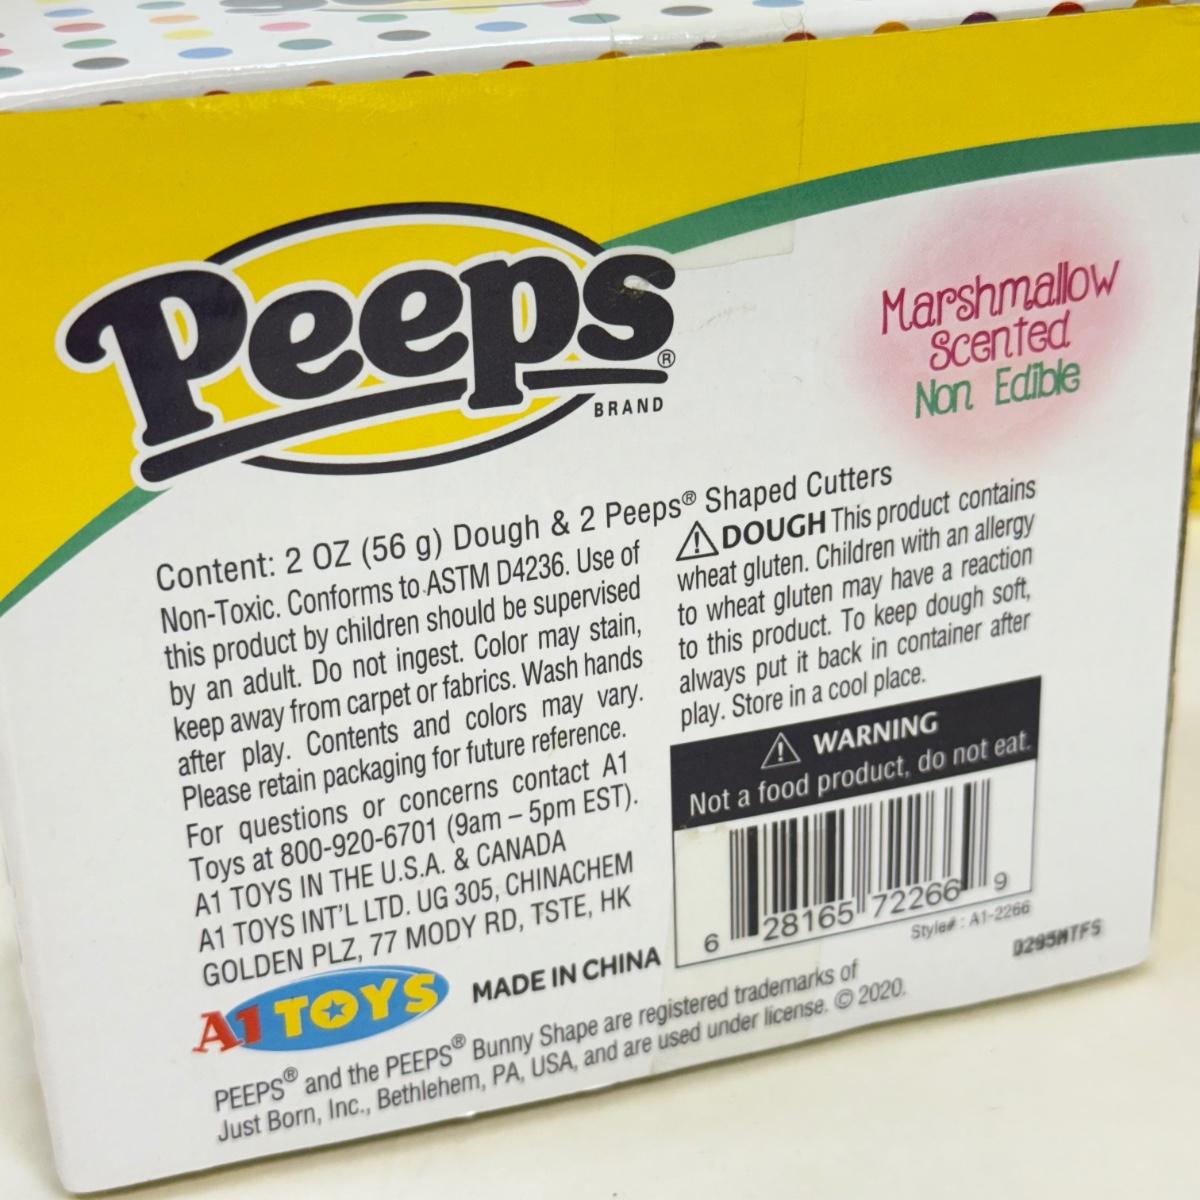 Peeps®
BRAND
Marshmallow
Scented
Non Edible
Content: 2 OZ (56 g) Dough & 2 Peeps® Shaped Cutters
Non-Toxic. Conforms to ASTM D4236. Use of
this product by children should be supervised
by an adult. Do not ingest. Color may stain,
keep away from carpet or fabrics. Wash hands
after play. Contents and colors may vary.
Please retain packaging for future reference.
For questions or concerns contact A1
Toys at 800-920-6701 (9am – 5pm EST).
A1 TOYS IN THE U.S.A. & CANADA
A1 TOYS INT'L LTD. UG 305, CHINACHEM
GOLDEN PLZ, 77 MODY RD, TSTE, HK
⚠ DOUGH This product contains
wheat gluten. Children with an allergy
to wheat gluten may have a reaction
to this product. To keep dough soft,
always put it back in container after
play. Store in a cool place.
⚠ WARNING
Not a food product, do not eat.
6 28165 72266 9
Style# : A1-2266
A1 TOYS
MADE IN CHINA
PEEPS® and the PEEPS® Bunny Shape are registered trademarks of
Just Born, Inc., Bethlehem, PA, USA, and are used under license. © 2020.